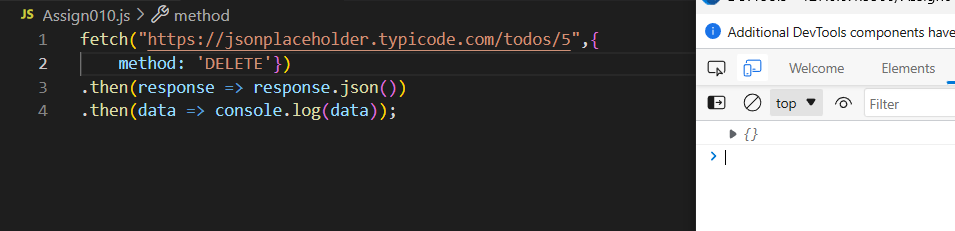 JS Assign010.js > method
1 fetch("https://jsonplaceholder.typicode.com/todos/5",{
2 method: 'DELETE'})
3 .then(response => response.json())
4 .then(data => console.log(data));
Additional DevTools components have
Welcome Elements
top Filter
{}
>